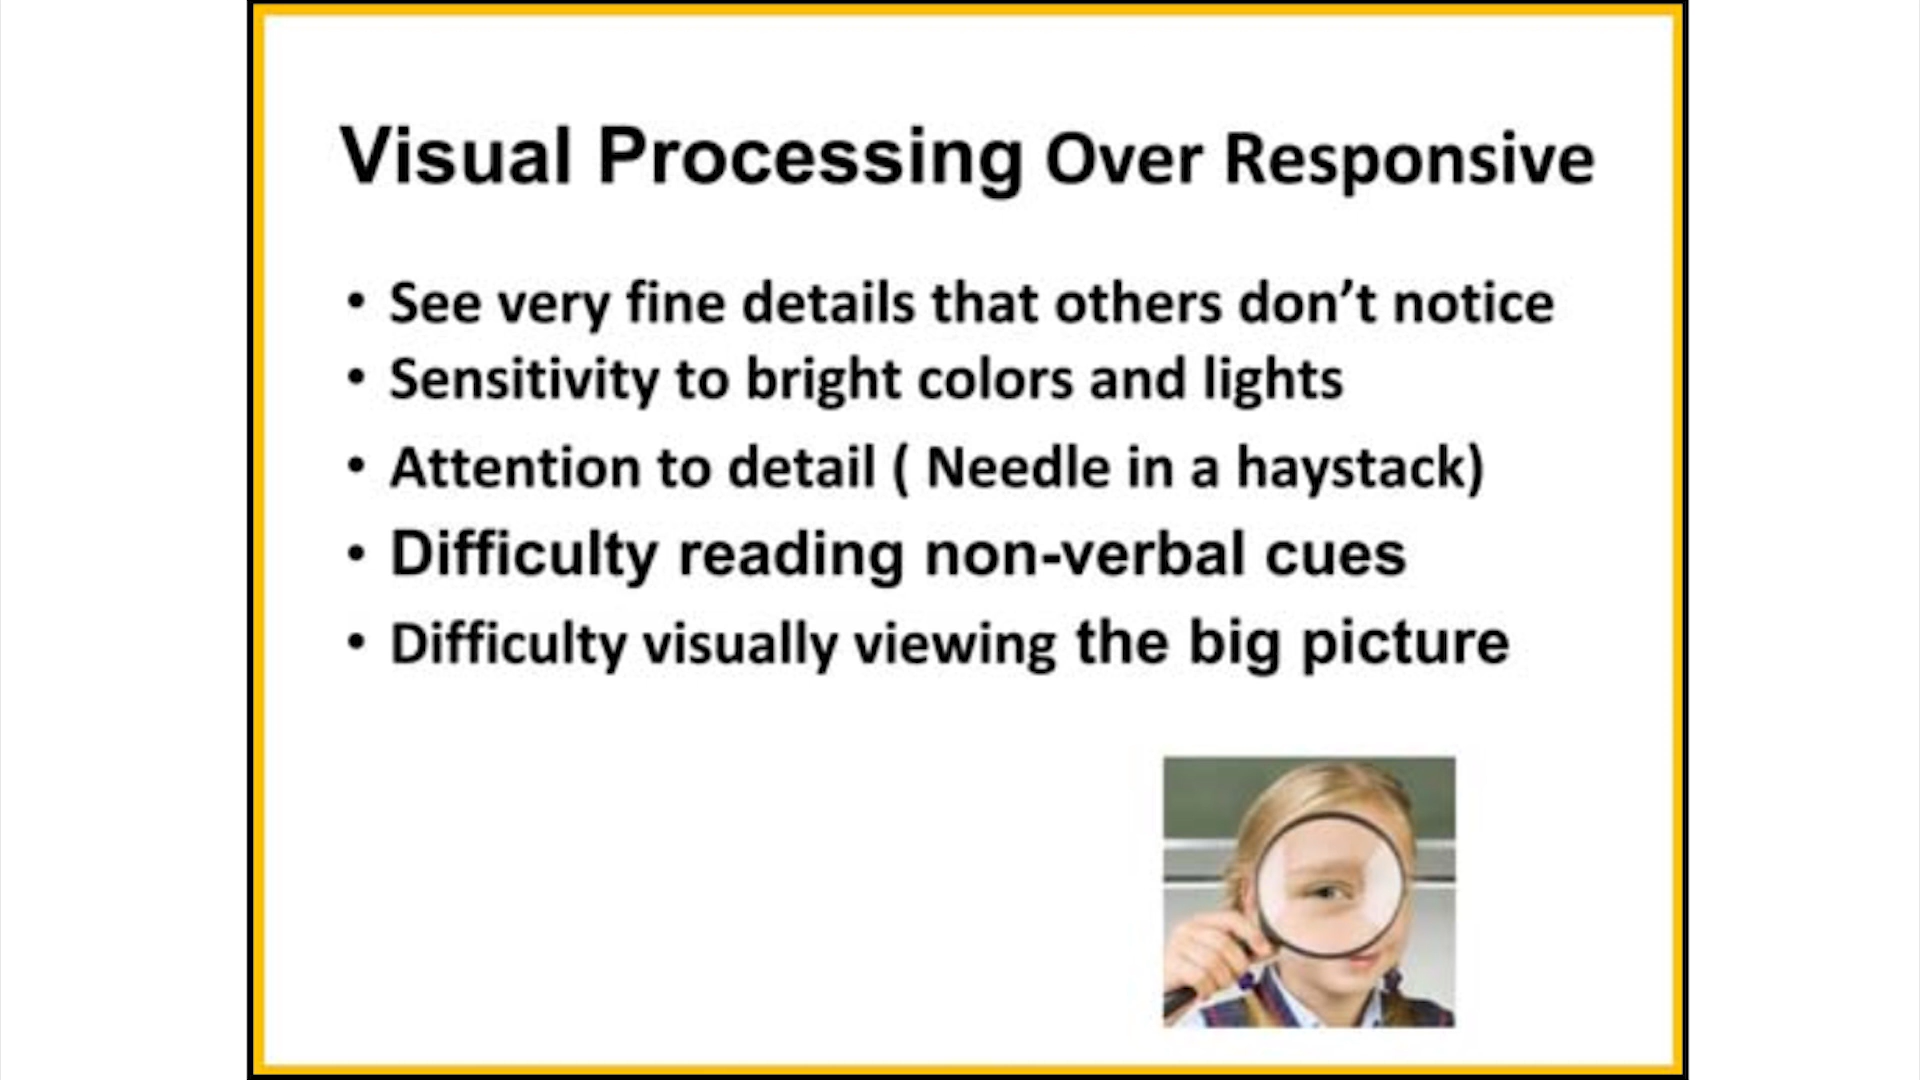 Visual Processing Over Responsive
• See very fine details that others don’t notice
• Sensitivity to bright colors and lights
• Attention to detail ( Needle in a haystack)
• Difficulty reading non-verbal cues
• Difficulty visually viewing the big picture